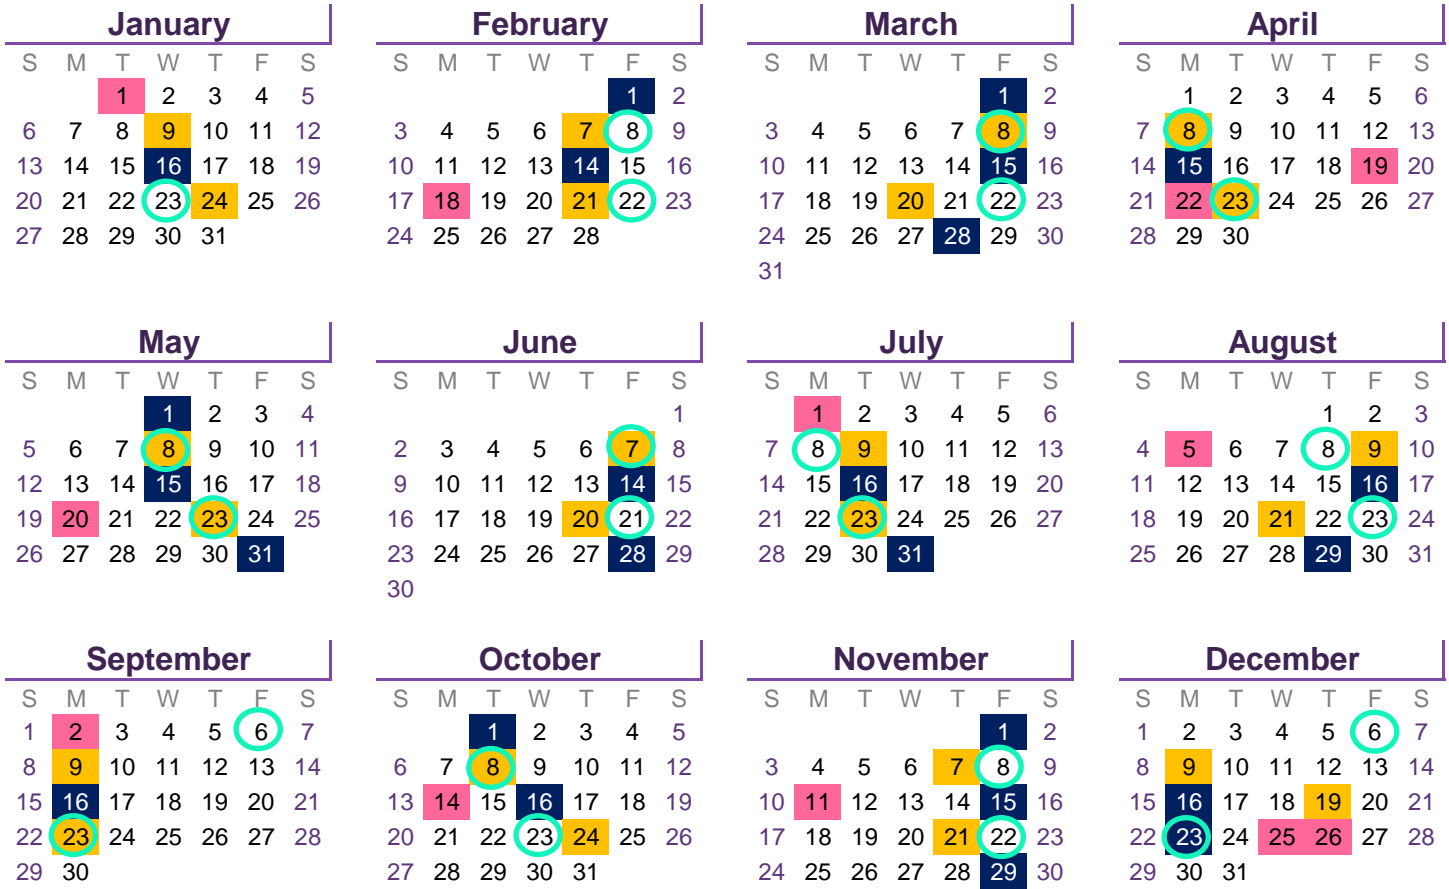 January February March April
S M T W T F S S M T W T F S S M T W T F S S M T W T F S
1 2 3 4 5 1 2 1 2 1 2 3 4 5 6
6 7 8 9 10 11 12 3 4 5 6 7 8 9 3 4 5 6 7 8 9 7 8 9 10 11 12 13
13 14 15 16 17 18 19 10 11 12 13 14 15 16 10 11 12 13 14 15 16 14 15 16 17 18 19 20
20 21 22 23 24 25 26 17 18 19 20 21 22 23 17 18 19 20 21 22 23 21 22 23 24 25 26 27
27 28 29 30 31 24 25 26 27 28 24 25 26 27 28 29 30 28 29 30
31
May June July August
S M T W T F S S M T W T F S S M T W T F S S M T W T F S
1 2 3 4 1 1 2 3 4 5 6 1 2 3
5 6 7 8 9 10 11 2 3 4 5 6 7 8 7 8 9 10 11 12 13 4 5 6 7 8 9 10
12 13 14 15 16 17 18 9 10 11 12 13 14 15 14 15 16 17 18 19 20 11 12 13 14 15 16 17
19 20 21 22 23 24 25 16 17 18 19 20 21 22 21 22 23 24 25 26 27 18 19 20 21 22 23 24
26 27 28 29 30 31 23 24 25 26 27 28 29 28 29 30 31 25 26 27 28 29 30 31
30
September October November December
S M T W T F S S M T W T F S S M T W T F S S M T W T F S
1 2 3 4 5 6 7 1 2 3 4 5 1 2 1 2 3 4 5 6 7
8 9 10 11 12 13 14 6 7 8 9 10 11 12 3 4 5 6 7 8 9 8 9 10 11 12 13 14
15 16 17 18 19 20 21 13 14 15 16 17 18 19 10 11 12 13 14 15 16 15 16 17 18 19 20 21
22 23 24 25 26 27 28 20 21 22 23 24 25 26 17 18 19 20 21 22 23 22 23 24 25 26 27 28
29 30 27 28 29 30 31 24 25 26 27 28 29 30 29 30 31